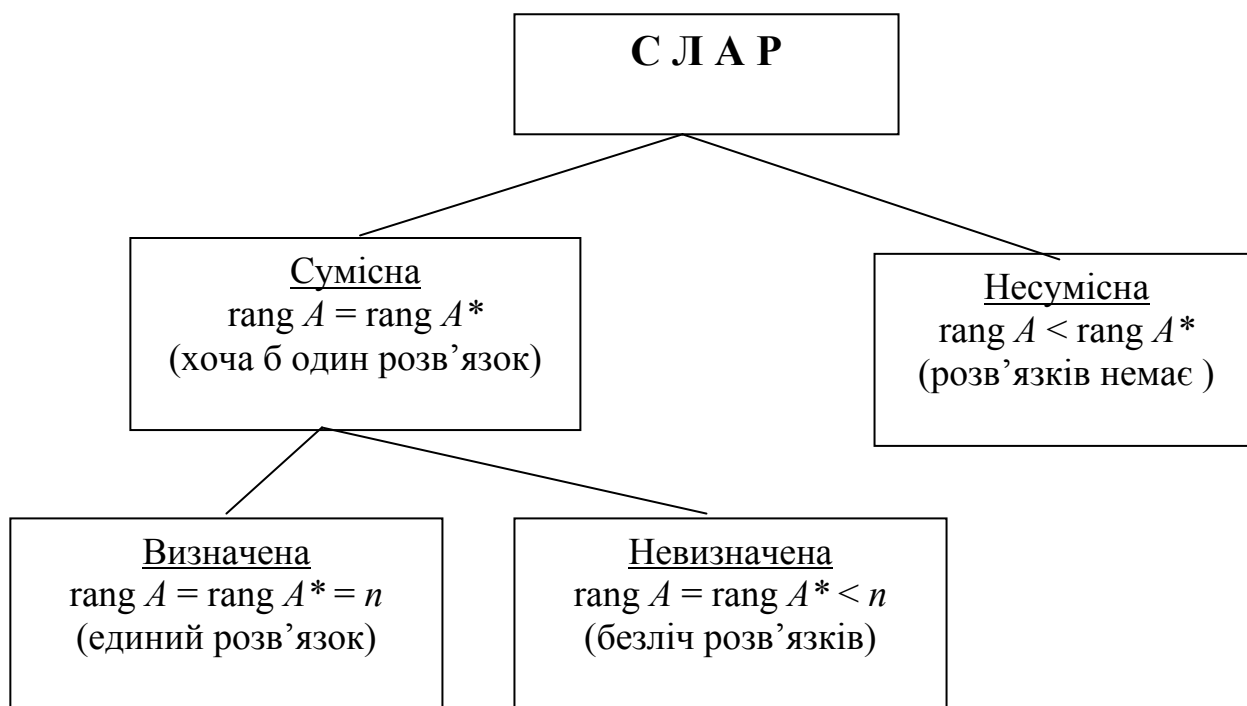 С Л А Р
Сумісна
rang A = rang A*
(хоча б один розв’язок)
Несумісна
rang A < rang A*
(розв’язків немає )
Визначена
rang A = rang A* = n
(единий розв’язок)
Невизначена
rang A = rang A* < n
(безліч розв’язків)